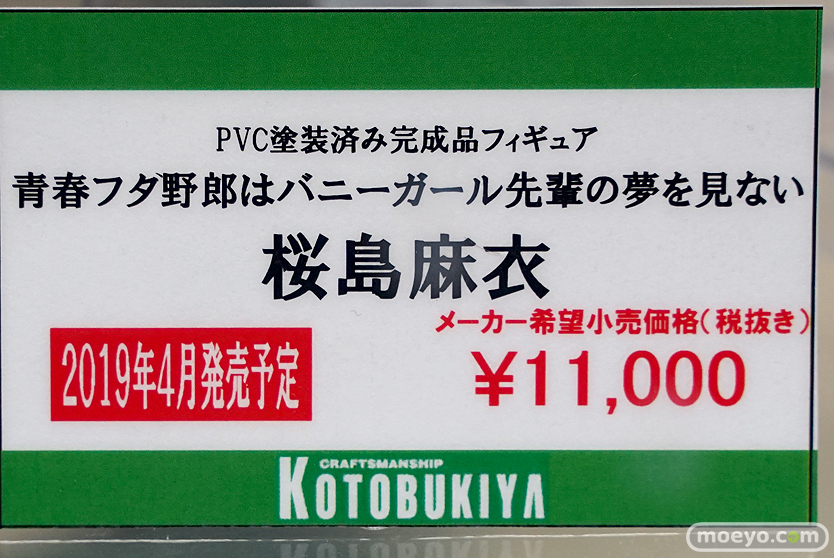 PVC塗装済み完成品フィギュア
青春ブタ野郎はバニーガール先輩の夢を見ない
桜島麻衣
メーカー希望小売価格(税抜き)
2019年4月発売予定
¥11,000
CRAFTSMANSHIP
KOTOBUKIYA
moeyo.com